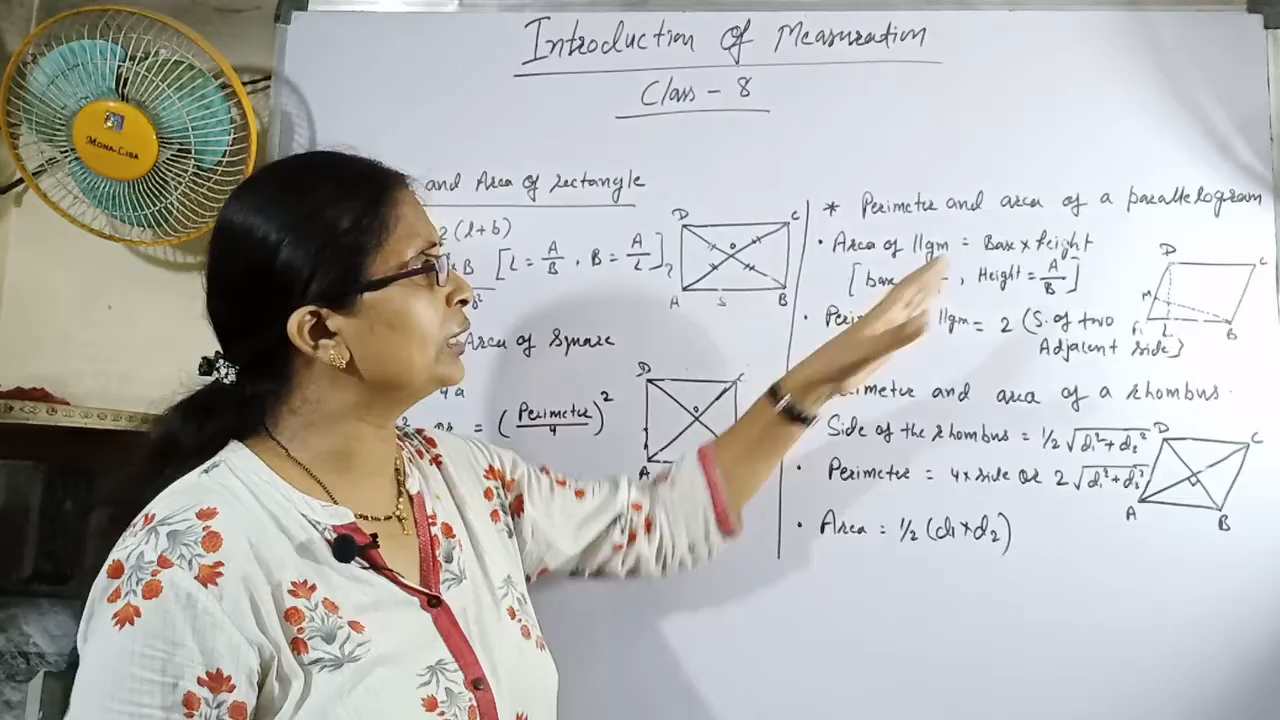 Introduction of Measuration
Class - 8
MONA-LISA
and Area of rectangle
2(l+b)
B [L = A/B, B = A/L]
D C
A S B
Area of Square
4a
= (Perimeter/4)²
D
A
* Perimeter and area of a parallelogram
• Area of llgm = Base x height
[base , Height = A/B]
D C
M
L B
• Perim llgm = 2 (S. of two
Adjacent side)
Perimeter and area of a rhombus.
Side of the rhombus = 1/2 √d₁²+d₂²
• Perimeter = 4 x side or 2 √d₁²+d₂²
D C
A B
• Area = 1/2 (d₁ x d₂)